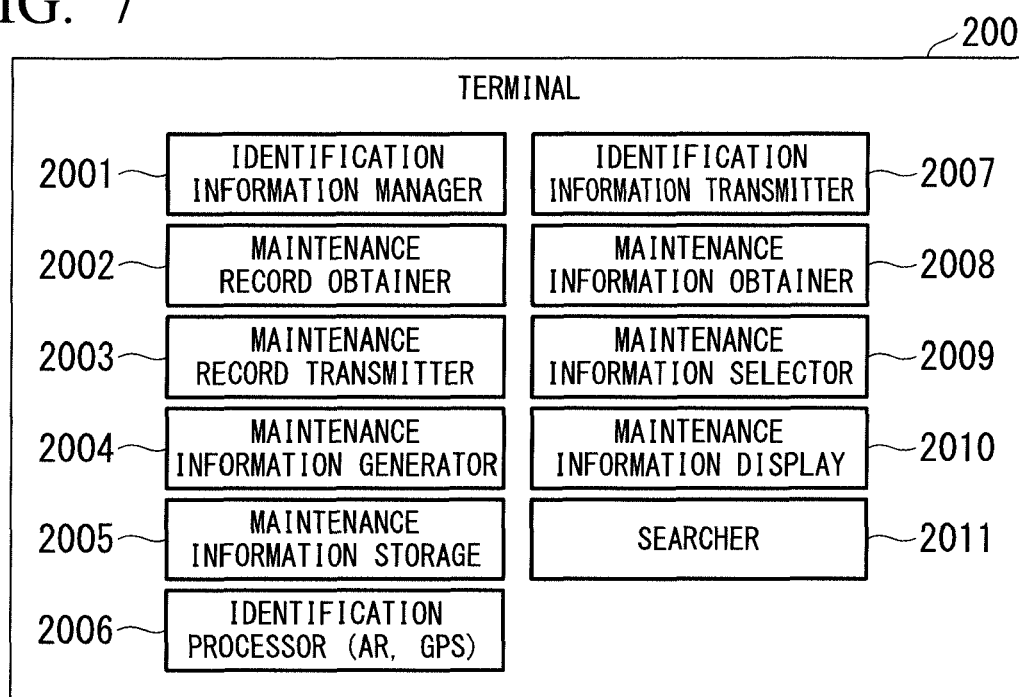 FIG. 7
200
TERMINAL
2001
IDENTIFICATION
INFORMATION MANAGER
2002
MAINTENANCE
RECORD OBTAINER
2003
MAINTENANCE
RECORD TRANSMITTER
2004
MAINTENANCE
INFORMATION GENERATOR
2005
MAINTENANCE
INFORMATION STORAGE
2006
IDENTIFICATION
PROCESSOR (AR, GPS)
IDENTIFICATION
INFORMATION TRANSMITTER
2007
MAINTENANCE
INFORMATION OBTAINER
2008
MAINTENANCE
INFORMATION SELECTOR
2009
MAINTENANCE
INFORMATION DISPLAY
2010
SEARCHER
2011